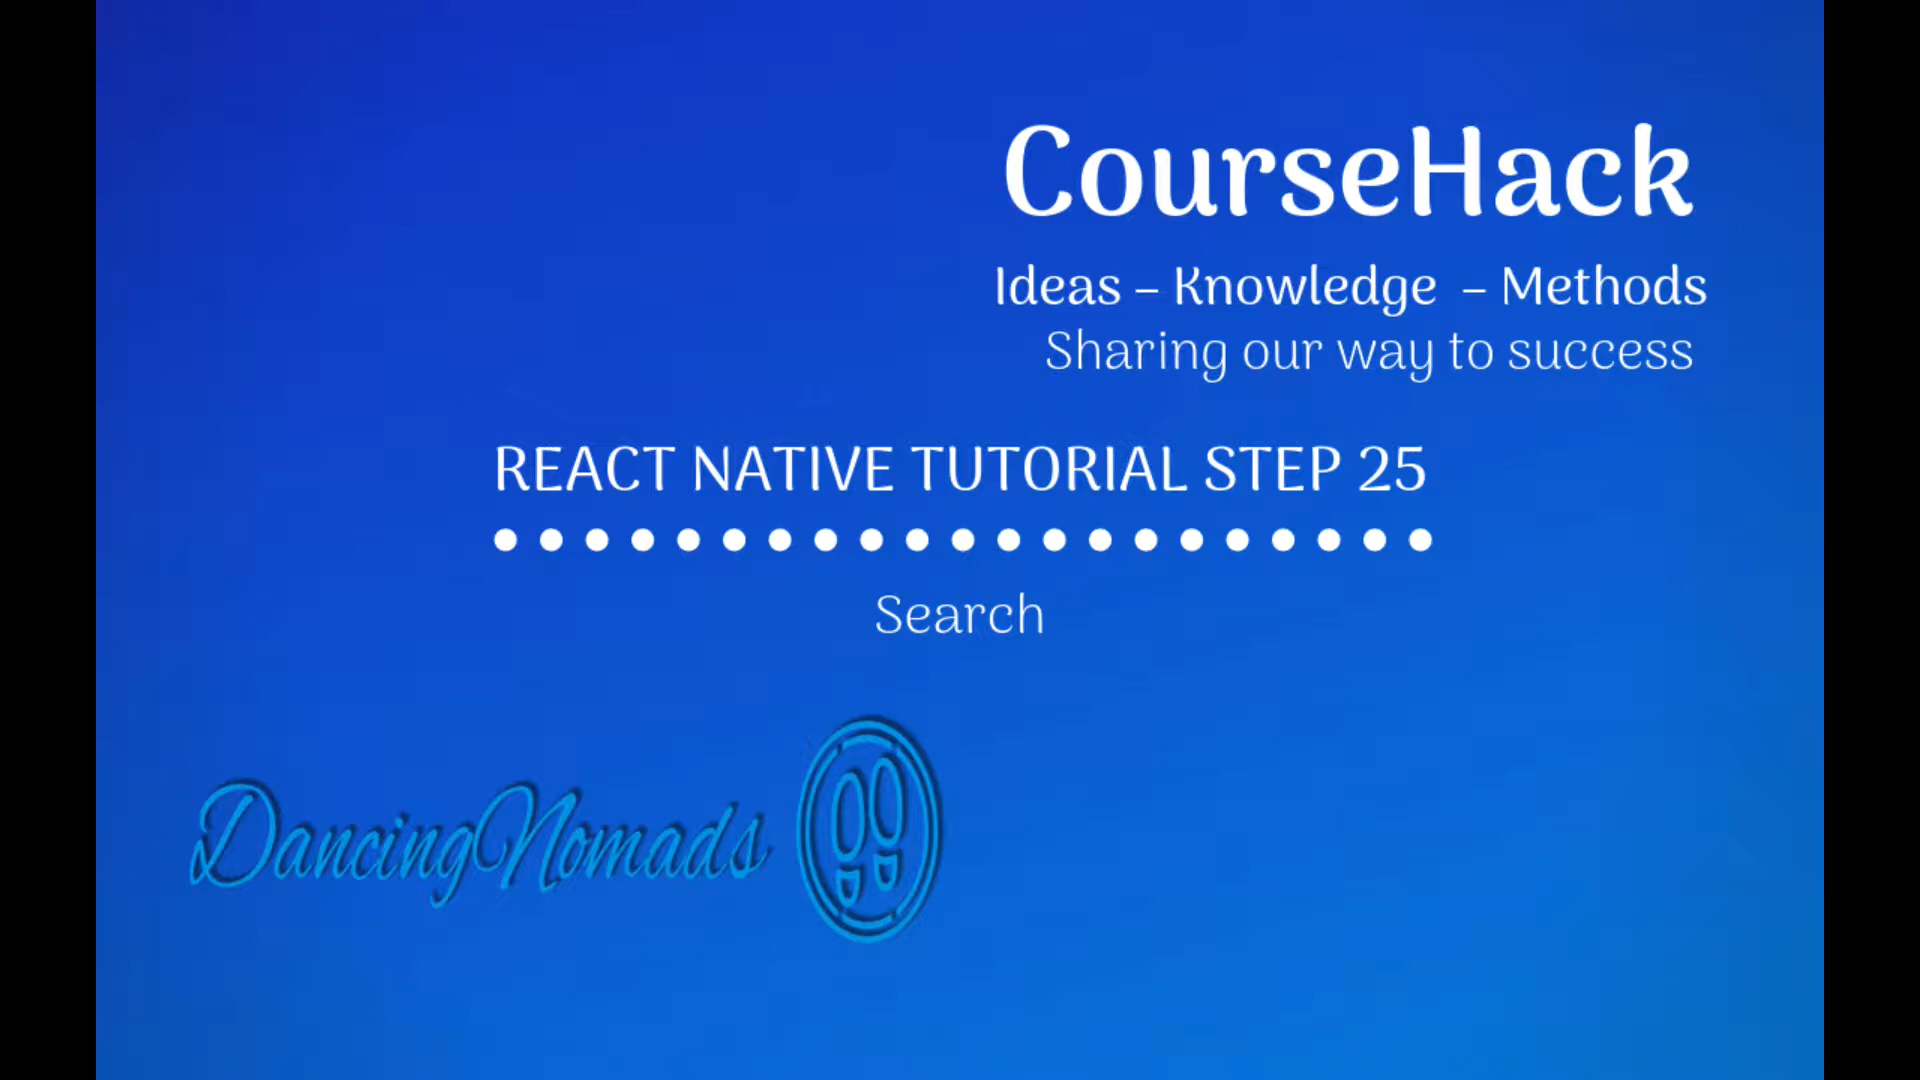 CourseHack
Ideas – Knowledge – Methods
Sharing our way to success
REACT NATIVE TUTORIAL STEP 25
Search
DancingNomads